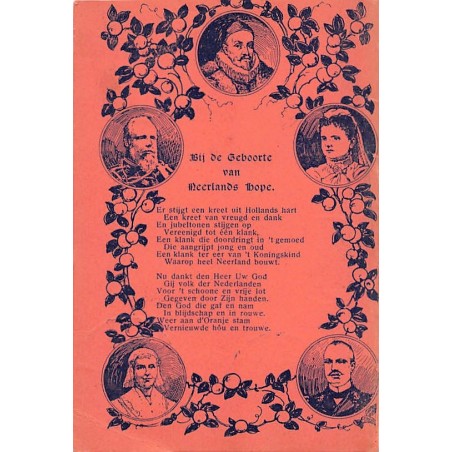 Bij de Geboorte
van
Neerlands Hope.
Er stijgt een kreet uit Hollands hart
Een kreet van vreugd en dank
En jubeltonen stijgen op
Vereenigd tot één klank,
Een klank die doordringt in 't gemoed
Die aangrijpt jong en oud
Een klank ter eer van 't Koningskind
Waarop heel Neerland bouwt.
Nu dankt den Heer Uw God
Gij volk der Nederlanden
Voor 't schoone en vrije lot
Gegeven door Zijn handen.
Den God die gaf en nam
In blijdschap en in rouwe.
Weer aan d'Oranje stam
Vernieuwde hôu en trouwe.